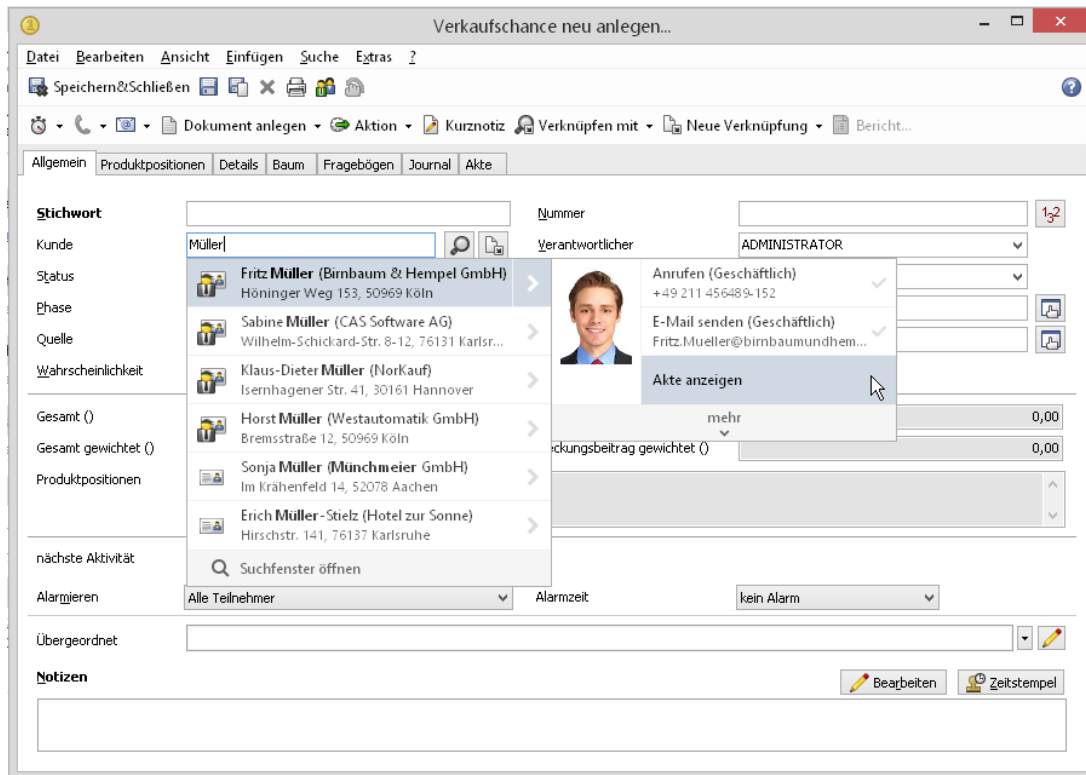 Verkaufschance neu anlegen...
Datei Bearbeiten Ansicht Einfügen Suche Extras ?
Speichern&Schließen
Dokument anlegen Aktion Kurznotiz Verknüpfen mit Neue Verknüpfung Bericht...
Allgemein Produktpositionen Details Baum Fragebögen Journal Akte
Stichwort Nummer
Kunde Müller Verantwortlicher ADMINISTRATOR
Status
Phase
Quelle
Wahrscheinlichkeit
Fritz Müller (Birnbaum & Hempel GmbH)
Höninger Weg 153, 50969 Köln
Sabine Müller (CAS Software AG)
Wilhelm-Schickard-Str. 8-12, 76131 Karlsr...
Klaus-Dieter Müller (NorKauf)
Isernhagener Str. 41, 30161 Hannover
Horst Müller (Westautomatik GmbH)
Bremsstraße 12, 50969 Köln
Sonja Müller (Münchmeier GmbH)
Im Krähenfeld 14, 52078 Aachen
Erich Müller-Stielz (Hotel zur Sonne)
Hirschstr. 141, 76137 Karlsruhe
Suchfenster öffnen
Anrufen (Geschäftlich)
+49 211 456489-152
E-Mail senden (Geschäftlich)
Fritz.Mueller@birnbaumundhem...
Akte anzeigen
mehr
Gesamt () 0,00
Gesamt gewichtet () eckungsbeitrag gewichtet () 0,00
Produktpositionen
nächste Aktivität
Alarmieren Alle Teilnehmer Alarmzeit kein Alarm
Übergeordnet
Notizen Bearbeiten Zeitstempel